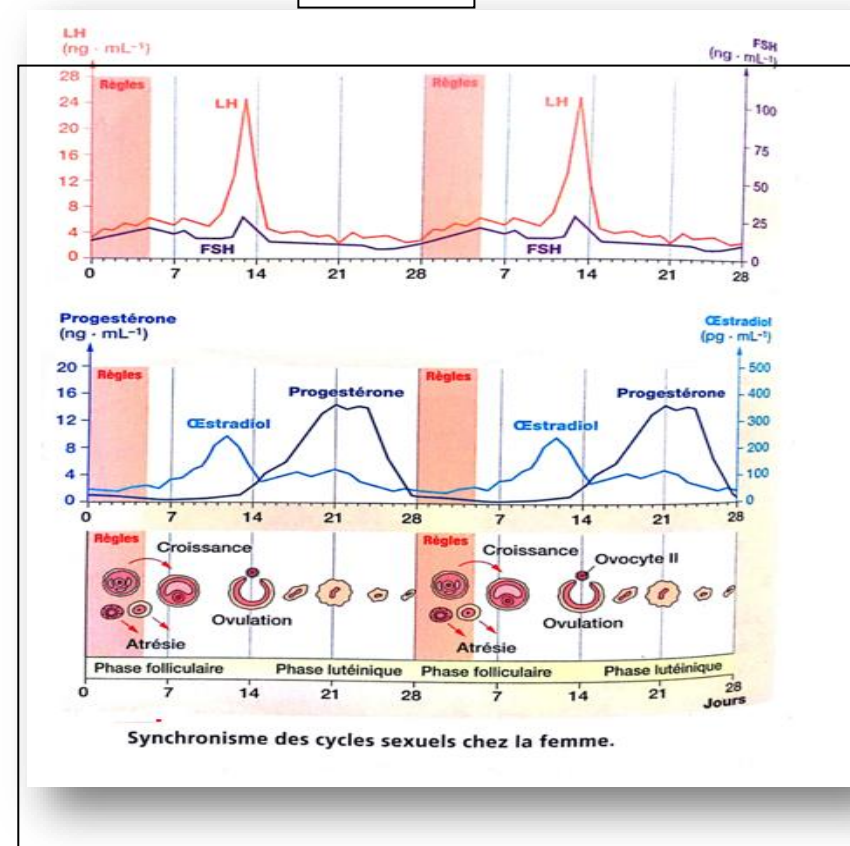 LH
(ng · mL⁻¹)
FSH
(ng · mL⁻¹)
28
24
20
16
12
8
4
0
100
75
50
25
0
Règles
LH
FSH
Règles
LH
FSH
0 7 14 21 28 7 14 21 28
Progestérone
(ng · mL⁻¹)
Œstradiol
(pg · mL⁻¹)
20
16
12
8
4
0
500
400
300
200
100
0
Règles
Œstradiol
Progestérone
Règles
Œstradiol
Progestérone
0 7 14 21 28 7 14 21 28
Règles
Croissance
Ovulation
Atrésie
Règles
Croissance
Ovocyte II
Ovulation
Atrésie
Phase folliculaire Phase lutéinique Phase folliculaire Phase lutéinique
0 7 14 21 28 7 14 21 28
Jours
Synchronisme des cycles sexuels chez la femme.